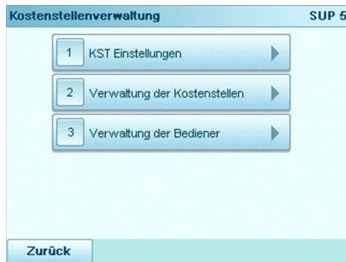 Kostenstellenverwaltung SUP 5
1 KST Einstellungen
2 Verwaltung der Kostenstellen
3 Verwaltung der Bediener
Zurück